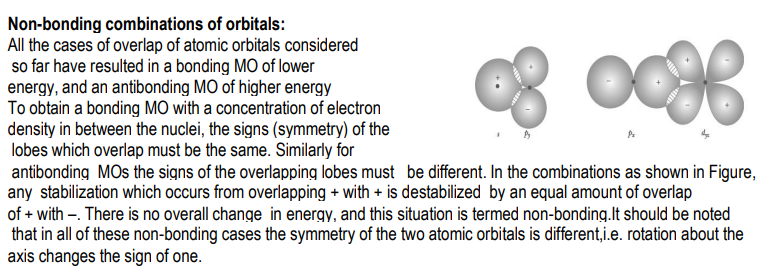 Non-bonding combinations of orbitals:
All the cases of overlap of atomic orbitals considered
so far have resulted in a bonding MO of lower
energy, and an antibonding MO of higher energy
To obtain a bonding MO with a concentration of electron
density in between the nuclei, the signs (symmetry) of the
lobes which overlap must be the same. Similarly for
antibonding MOs the signs of the overlapping lobes must be different. In the combinations as shown in Figure,
any stabilization which occurs from overlapping + with + is destabilized by an equal amount of overlap
of + with –. There is no overall change in energy, and this situation is termed non-bonding.It should be noted
that in all of these non-bonding cases the symmetry of the two atomic orbitals is different,i.e. rotation about the
axis changes the sign of one.
+ + –
– + + – – +
s